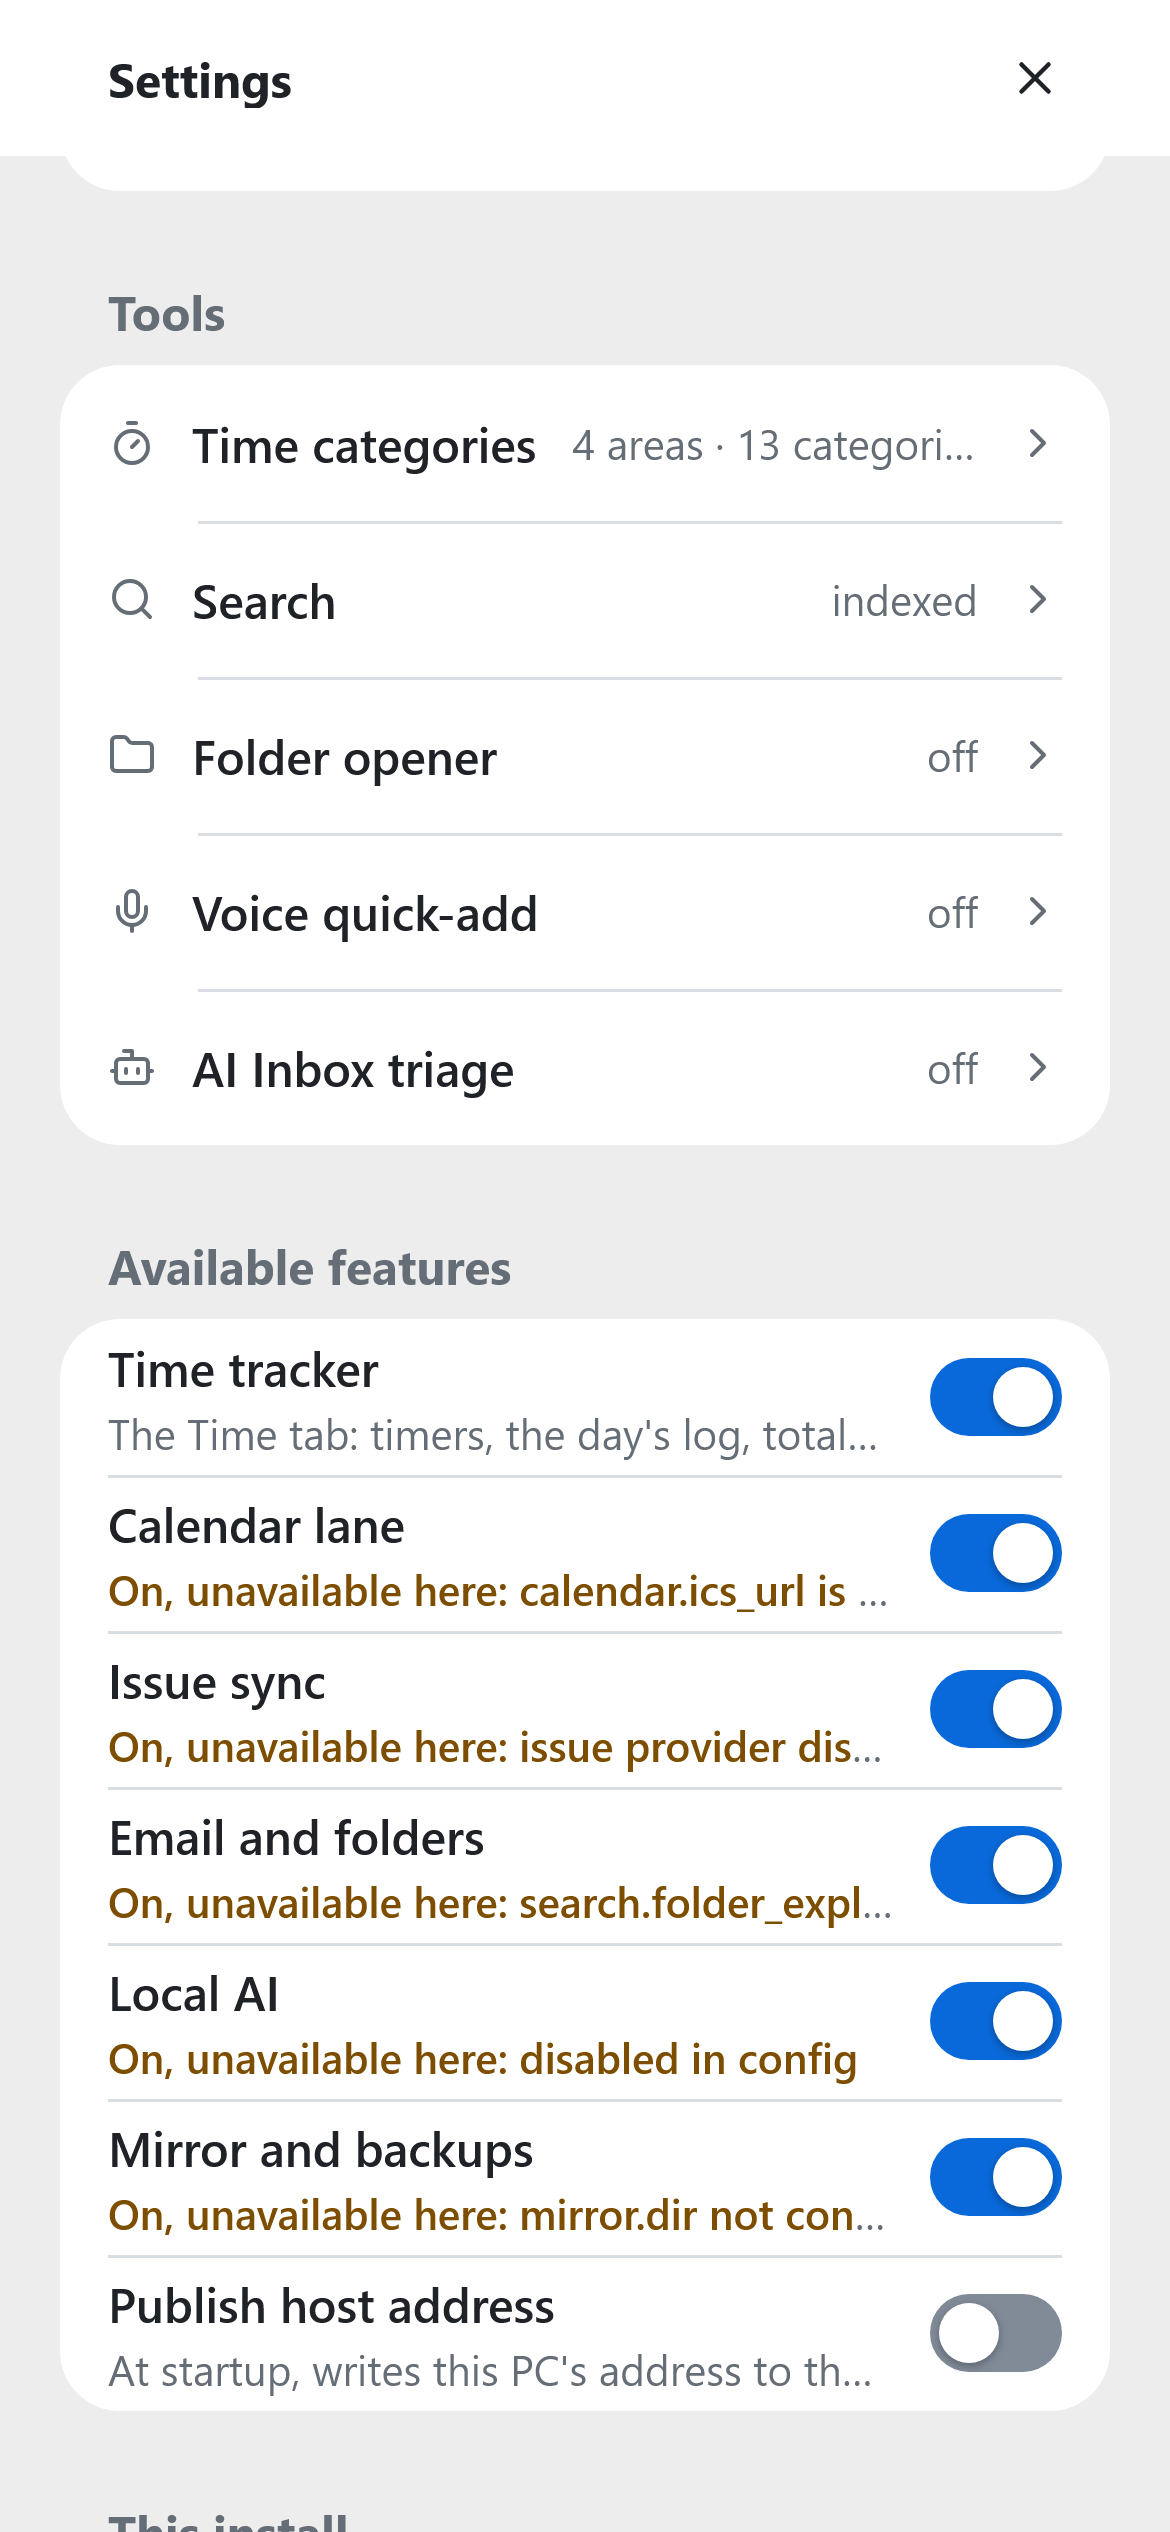 Settings
Tools
Time categories 4 areas · 13 categori...
Search indexed
Folder opener off
Voice quick-add off
AI Inbox triage off
Available features
Time tracker
The Time tab: timers, the day's log, total...
Calendar lane
On, unavailable here: calendar.ics_url is ...
Issue sync
On, unavailable here: issue provider dis...
Email and folders
On, unavailable here: search.folder_expl...
Local AI
On, unavailable here: disabled in config
Mirror and backups
On, unavailable here: mirror.dir not con...
Publish host address
At startup, writes this PC's address to th...
This install